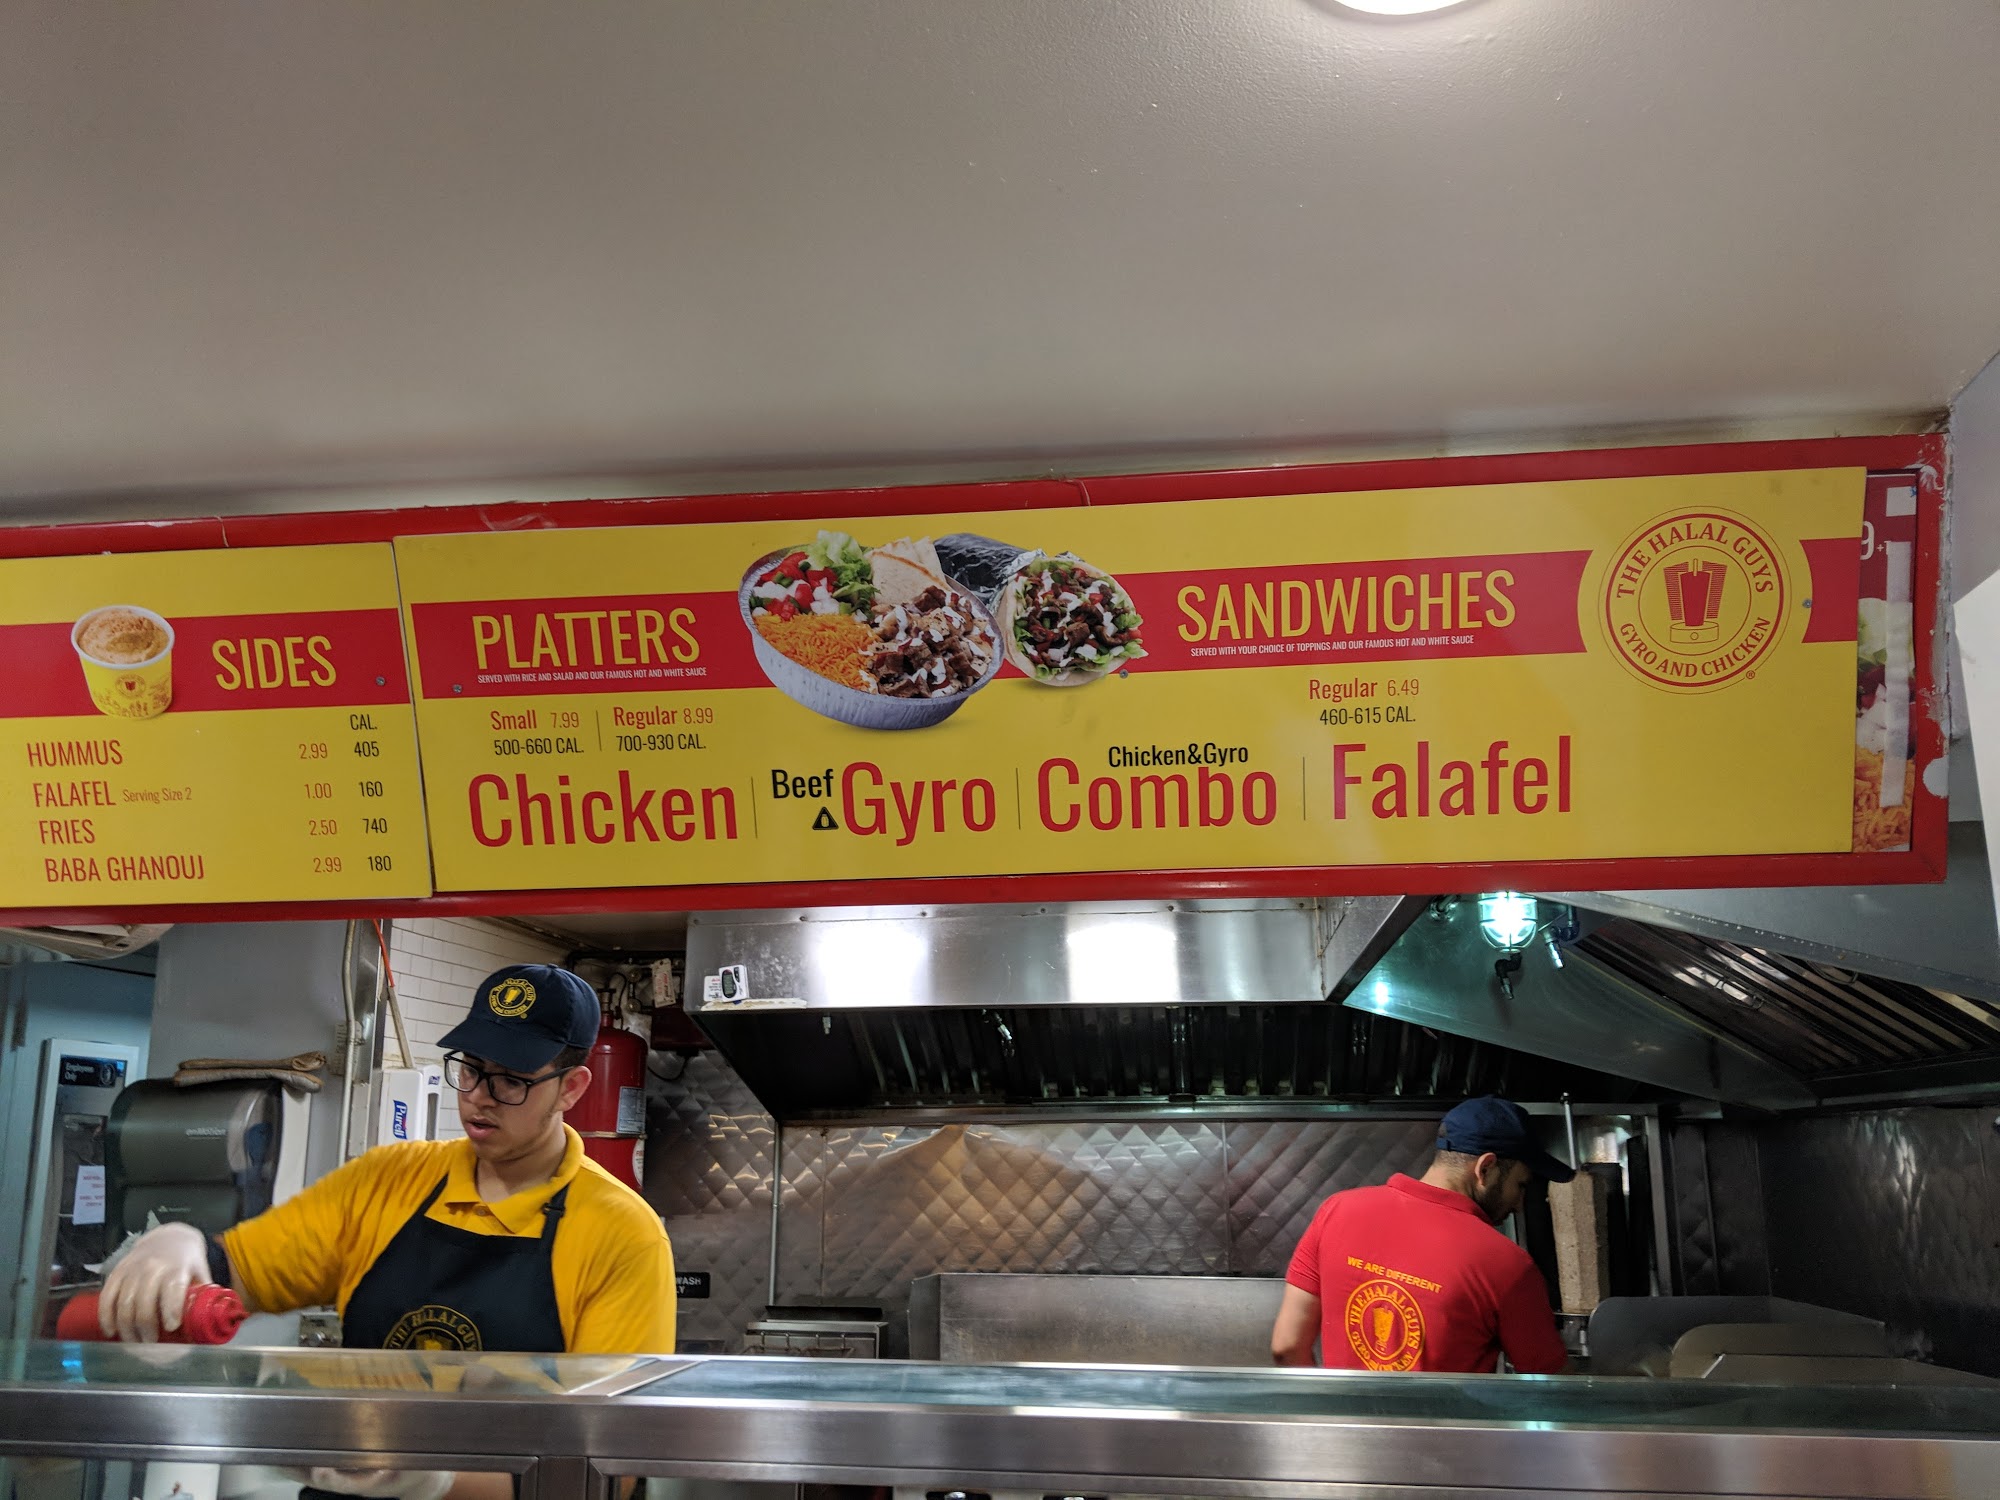 SIDES
CAL.
HUMMUS 2.99 405
FALAFEL Serving Size 2 1.00 160
FRIES 2.50 740
BABA GHANOUJ 2.99 180
PLATTERS
SERVED WITH RICE AND SALAD AND OUR FAMOUS HOT AND WHITE SAUCE
Small 7.99 Regular 8.99
500-660 CAL. 700-930 CAL.
SANDWICHES
SERVED WITH YOUR CHOICE OF TOPPINGS AND OUR FAMOUS HOT AND WHITE SAUCE
Regular 6.49
460-615 CAL.
Chicken Beef Gyro Chicken&Gyro Combo Falafel
THE HALAL GUYS
GYRO AND CHICKEN
®
Employees
Only
Purell
WE ARE DIFFERENT
THE HALAL GUYS